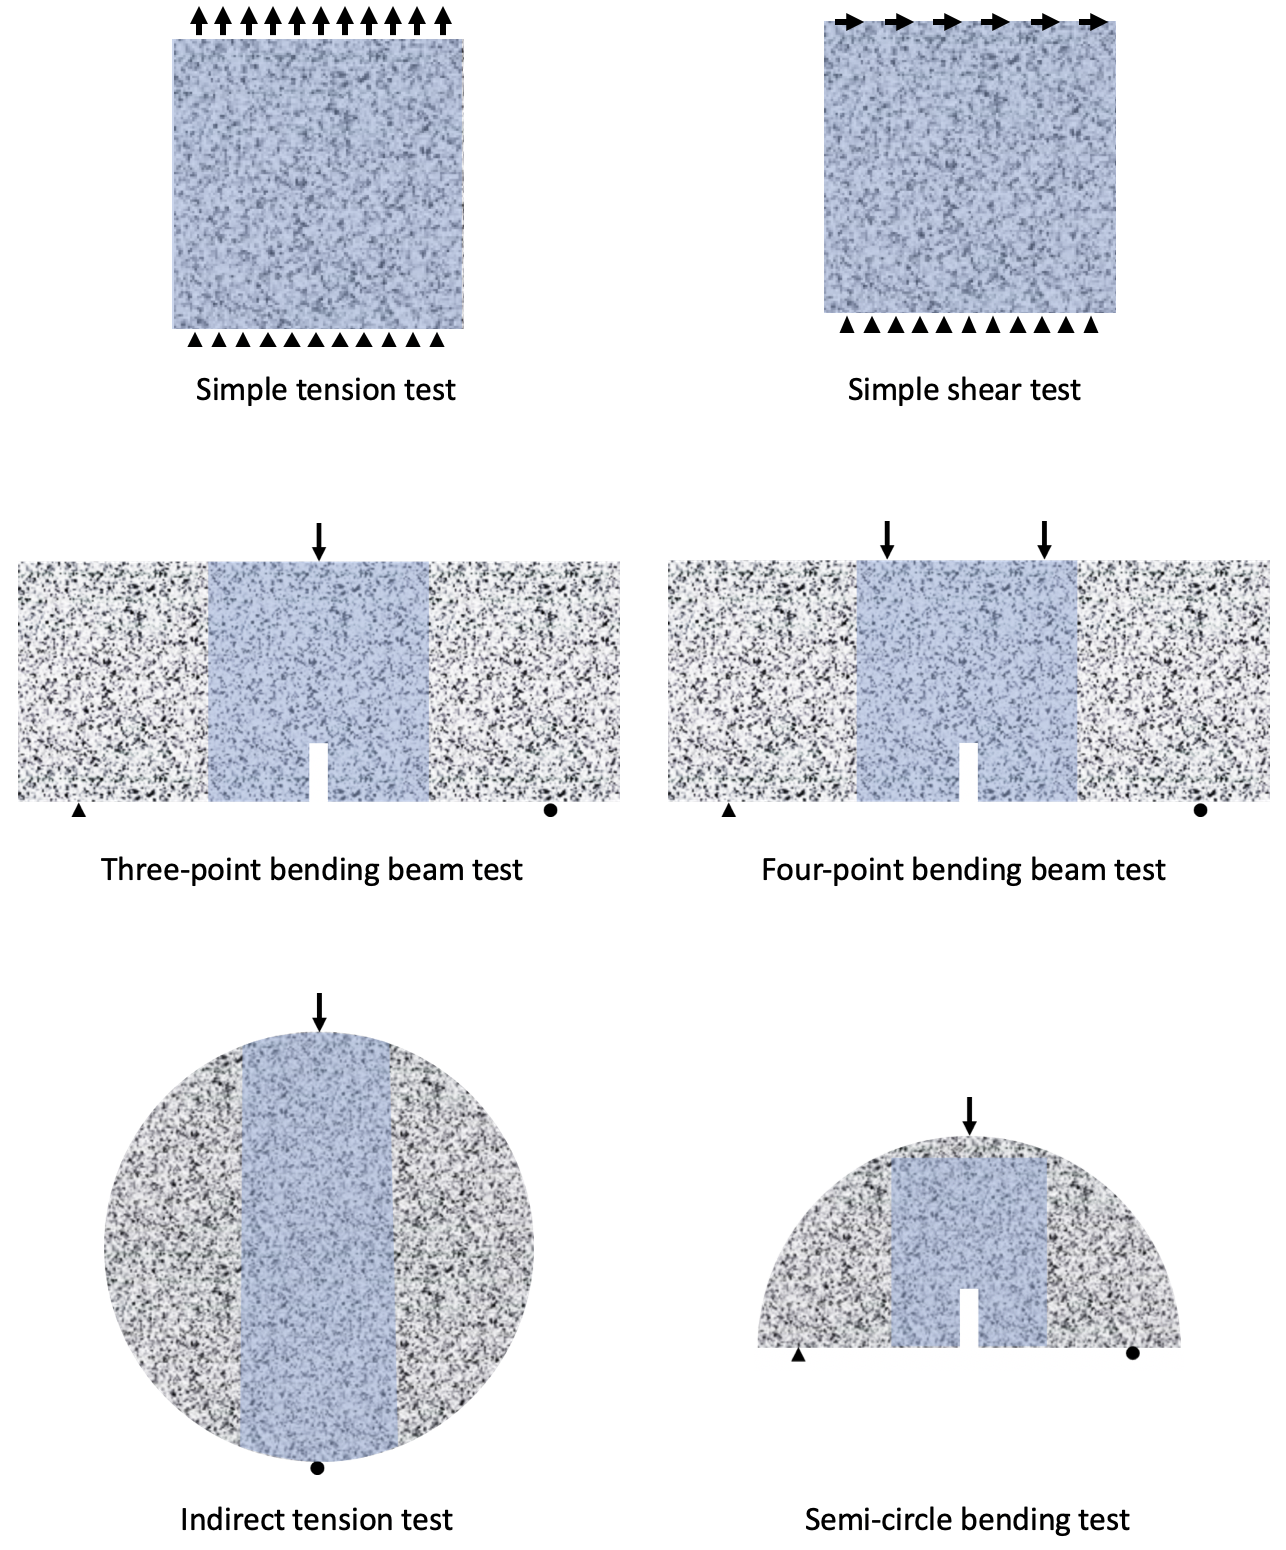 Simple tension test
Simple shear test
Three-point bending beam test
Four-point bending beam test
Indirect tension test
Semi-circle bending test